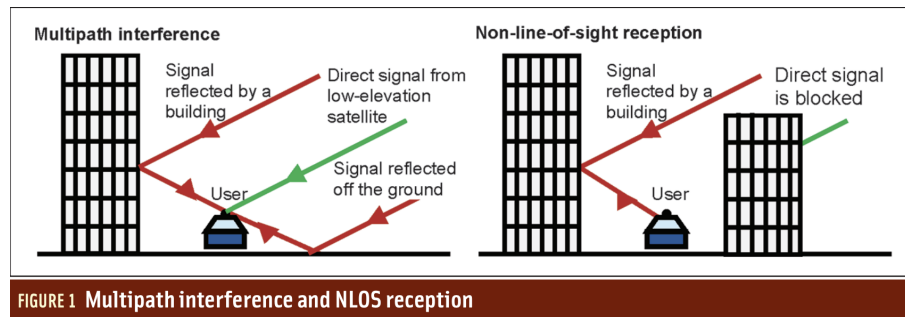 Multipath interference
Signal
reflected by a
building
Direct signal from
low-elevation
satellite
Signal reflected
off the ground
User
Non-line-of-sight reception
Signal
reflected by a
building
Direct signal
is blocked
User
FIGURE 1 Multipath interference and NLOS reception